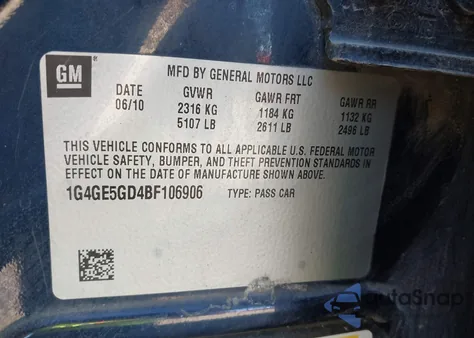 GM
MFD BY GENERAL MOTORS LLC
DATE GVWR GAWR FRT GAWR RR
06/10 2316 KG 1184 KG 1132 KG
5107 LB 2611 LB 2496 LB
THIS VEHICLE CONFORMS TO ALL APPLICABLE U.S. FEDERAL MOTOR
VEHICLE SAFETY, BUMPER, AND THEFT PREVENTION STANDARDS IN
EFFECT ON THE DATE OF MANUFACTURE SHOWN ABOVE.
1G4GE5GD4BF106906 TYPE: PASS CAR
AutoSnap